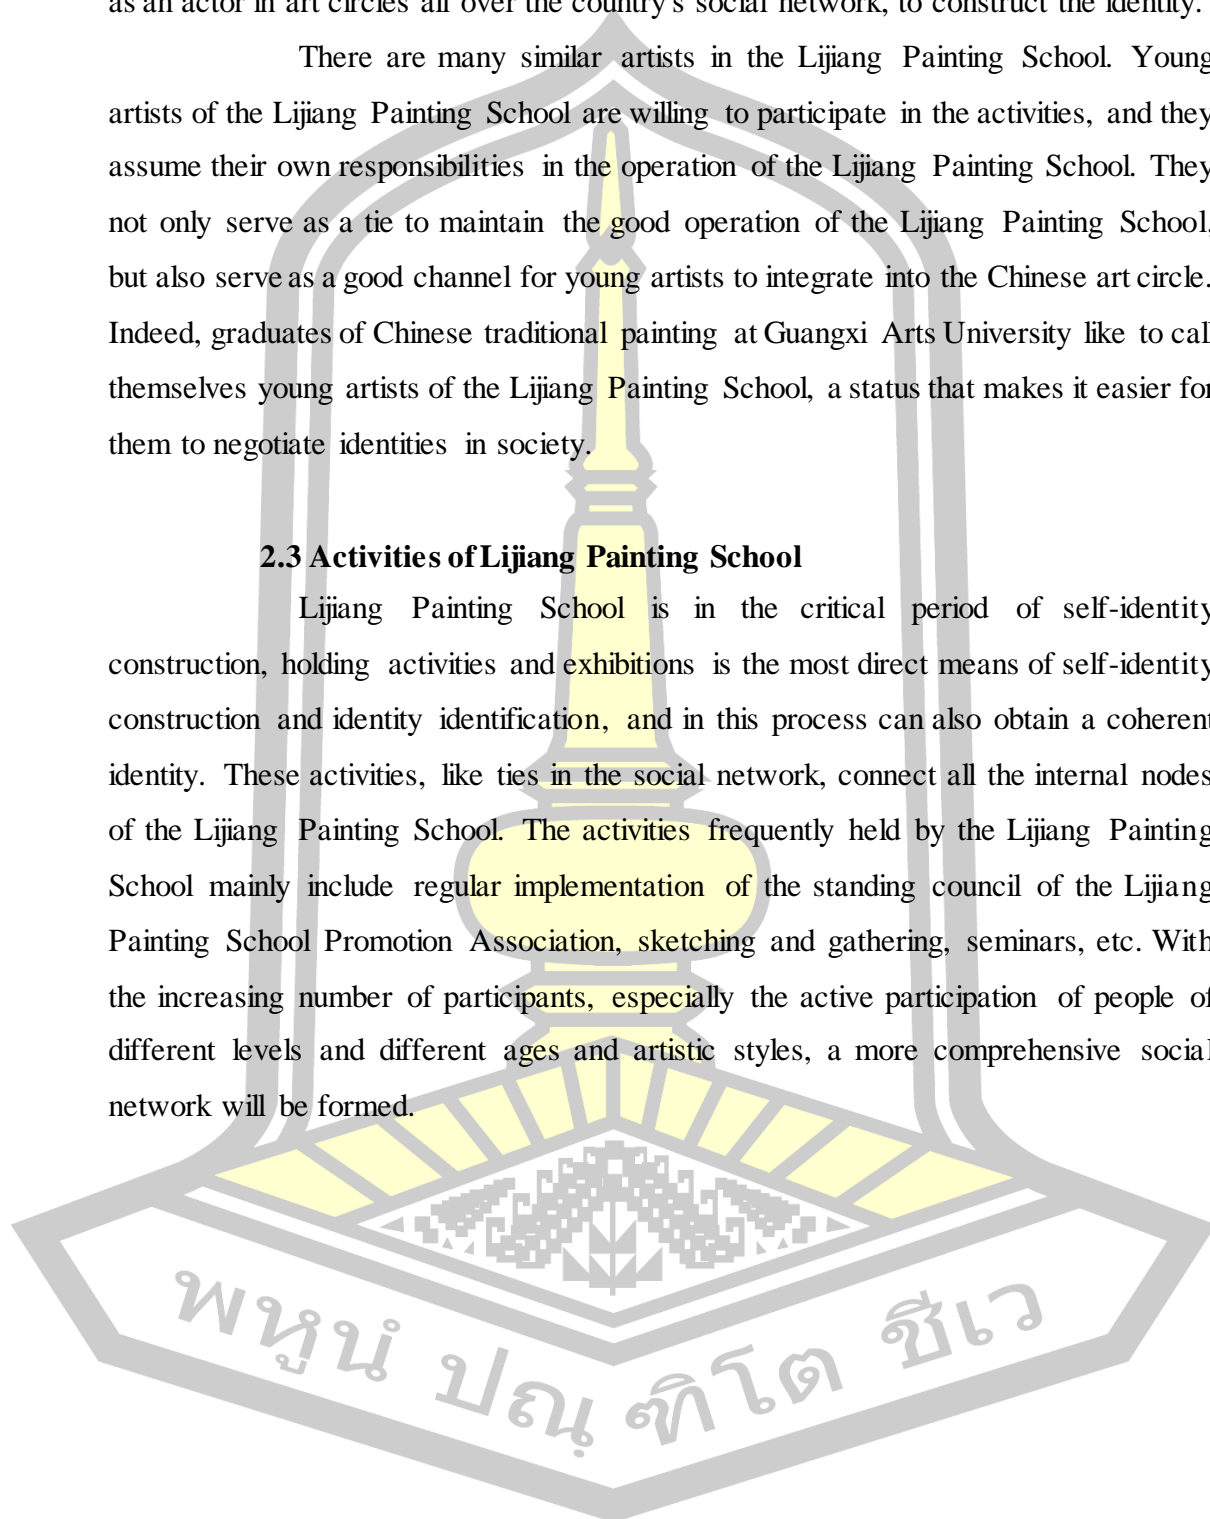 as an actor in art circles all over the country's social network, to construct the identity.
There are many similar artists in the Lijiang Painting School. Young
artists of the Lijiang Painting School are willing to participate in the activities, and they
assume their own responsibilities in the operation of the Lijiang Painting School. They
not only serve as a tie to maintain the good operation of the Lijiang Painting School,
but also serve as a good channel for young artists to integrate into the Chinese art circle.
Indeed, graduates of Chinese traditional painting at Guangxi Arts University like to call
themselves young artists of the Lijiang Painting School, a status that makes it easier for
them to negotiate identities in society.
2.3 Activities of Lijiang Painting School
Lijiang Painting School is in the critical period of self-identity
construction, holding activities and exhibitions is the most direct means of self-identity
construction and identity identification, and in this process can also obtain a coherent
identity. These activities, like ties in the social network, connect all the internal nodes
of the Lijiang Painting School. The activities frequently held by the Lijiang Painting
School mainly include regular implementation of the standing council of the Lijiang
Painting School Promotion Association, sketching and gathering, seminars, etc. With
the increasing number of participants, especially the active participation of people of
different levels and different ages and artistic styles, a more comprehensive social
network will be formed.
พหูนํ ปณฺฑิโต ชีเว